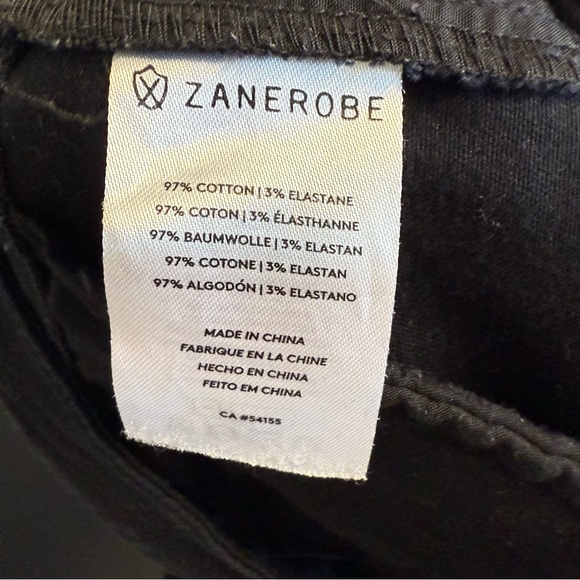 ZANEROBE
97% COTTON | 3% ELASTANE
97% COTON | 3% ÉLASTHANNE
97% BAUMWOLLE | 3% ELASTAN
97% COTONE | 3% ELASTAN
97% ALGODÓN | 3% ELASTANO
MADE IN CHINA
FABRIQUE EN LA CHINE
HECHO EN CHINA
FEITO EM CHINA
CA #54155